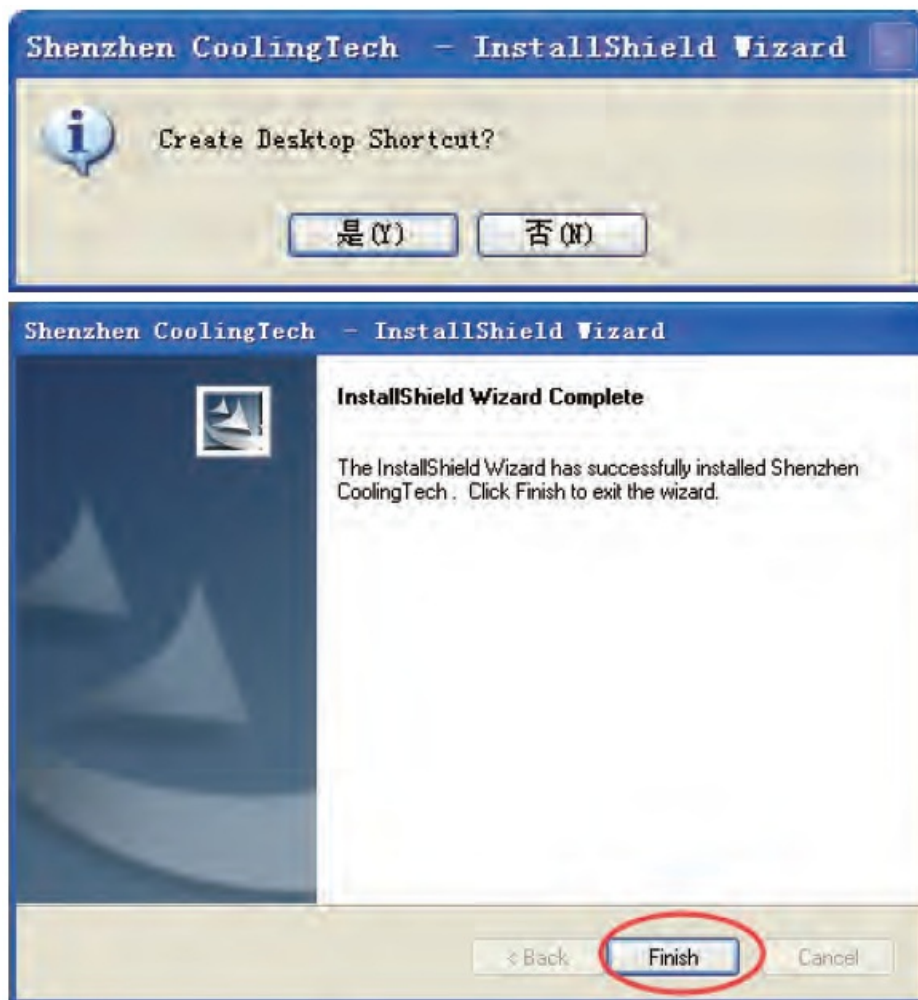 Shenzhen CoolingTech - InstallShield Wizard
Create Desktop Shortcut?
是(Y) 否(N)
Shenzhen CoolingTech - InstallShield Wizard
InstallShield Wizard Complete
The InstallShield Wizard has successfully installed Shenzhen
CoolingTech . Click Finish to exit the wizard.
< Back Finish Cancel